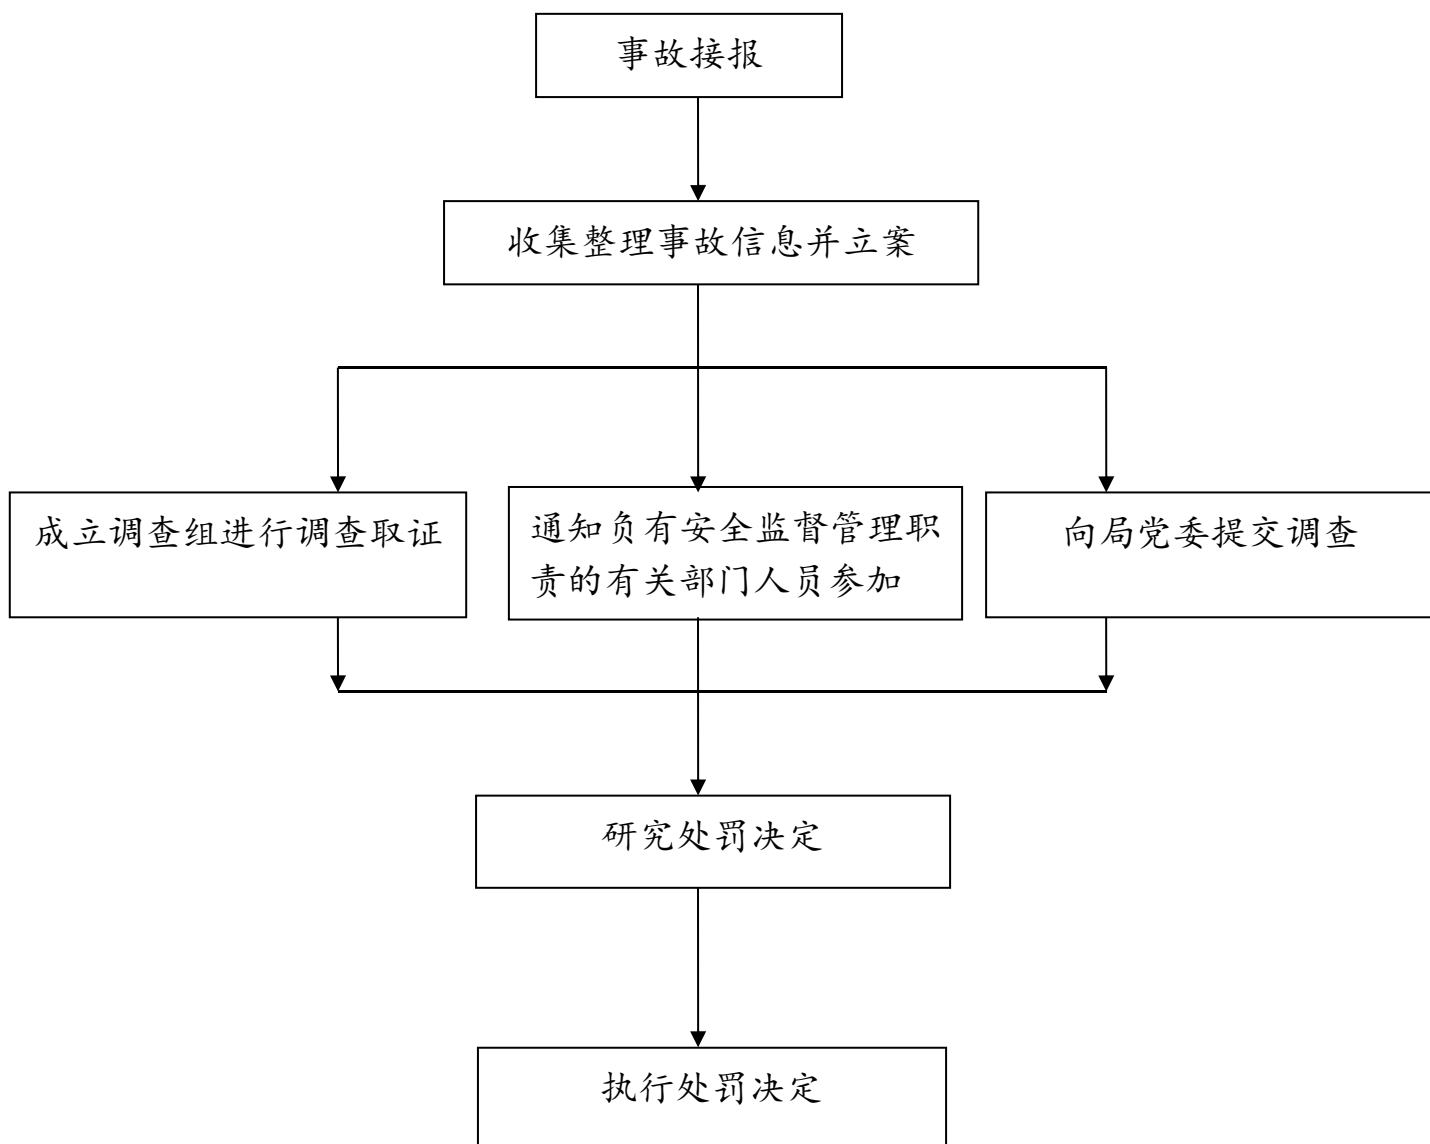 事故接报
收集整理事故信息并立案
成立调查组进行调查取证
通知负有安全监督管理职
责的有关部门人员参加
向局党委提交调查
研究处罚决定
执行处罚决定